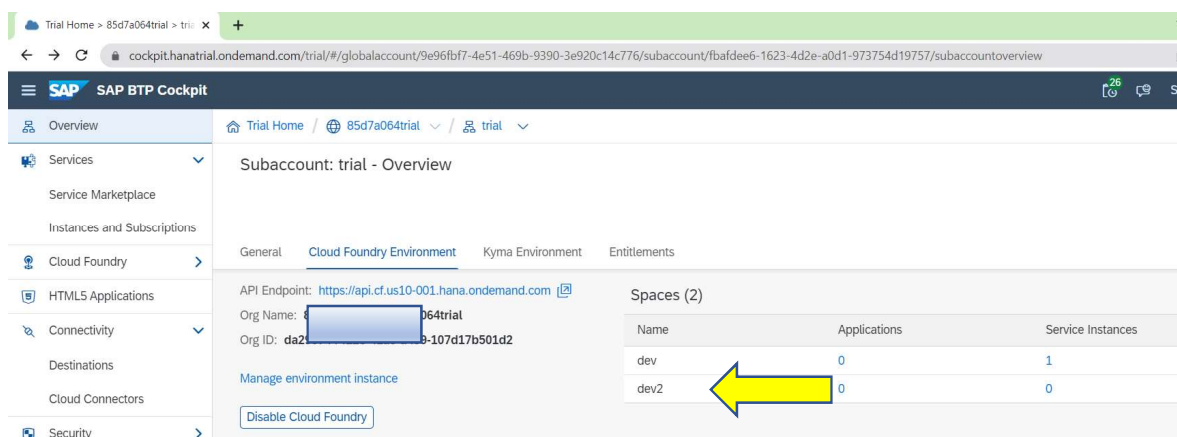 Trial Home > 85d7a064trial > tria
cockpit.hanatrial.ondemand.com/trial/#/globalaccount/9e96fbf7-4e51-469b-9390-3e920c14c776/subaccount/fbafdee6-1623-4d2e-a0d1-973754d19757/subaccountoverview
SAP SAP BTP Cockpit 26 S
Overview
Trial Home / 85d7a064trial / trial
Services
Subaccount: trial - Overview
Service Marketplace
Instances and Subscriptions
General Cloud Foundry Environment Kyma Environment Entitlements
Cloud Foundry
HTML5 Applications
API Endpoint: https://api.cf.us10-001.hana.ondemand.com
Spaces (2)
Org Name: 064trial
Connectivity
Name Applications Service Instances
Org ID: -107d17b501d2
Destinations
dev 0 1
Manage environment instance
dev2 0 0
Cloud Connectors
Disable Cloud Foundry
Security